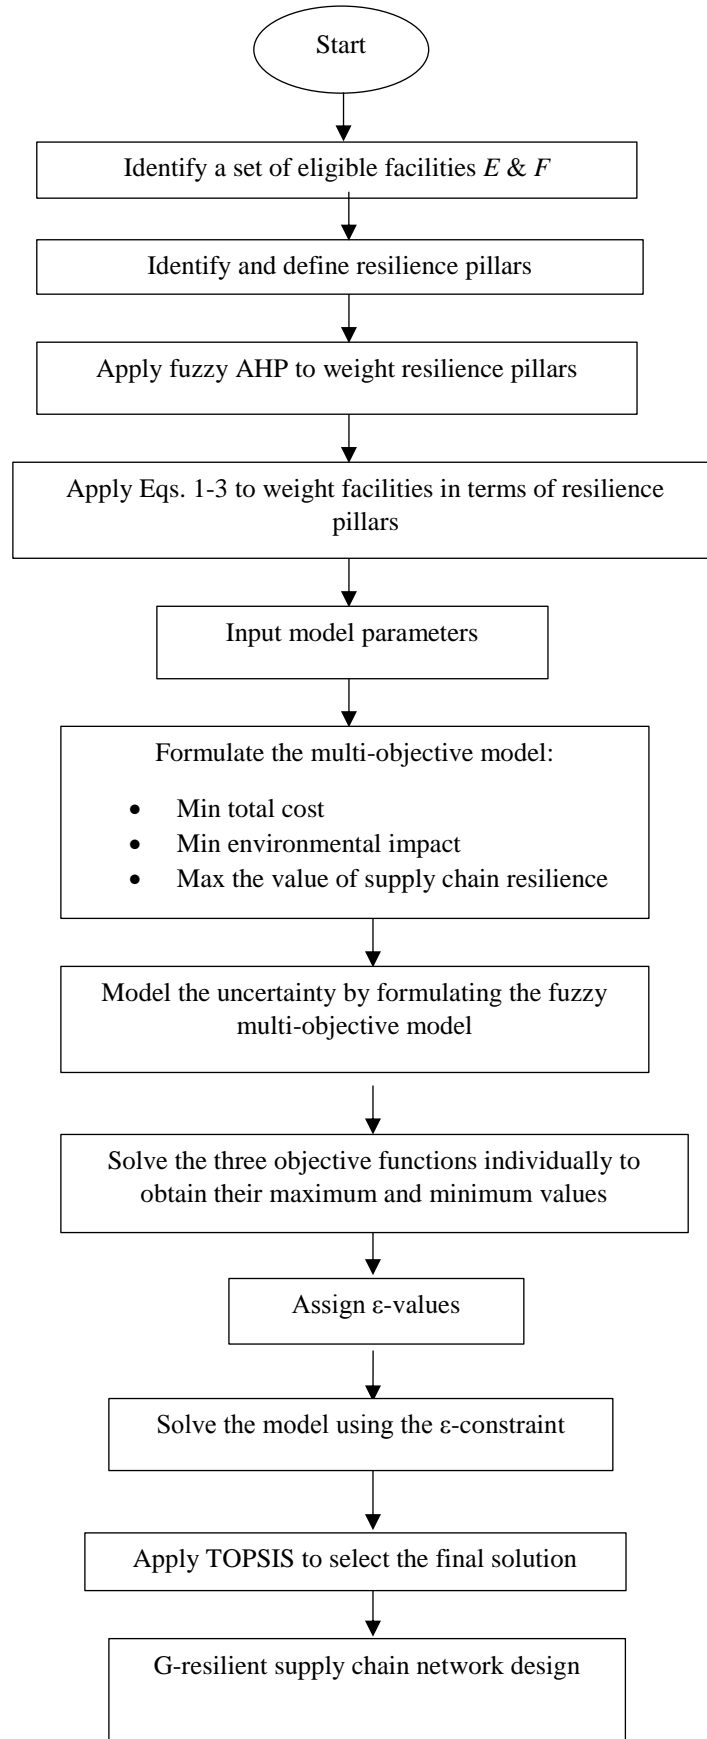 Start
Identify a set of eligible facilities E & F
Identify and define resilience pillars
Apply fuzzy AHP to weight resilience pillars
Apply Eqs. 1-3 to weight facilities in terms of resilience
pillars
Input model parameters
Formulate the multi-objective model:
• Min total cost
• Min environmental impact
• Max the value of supply chain resilience
Model the uncertainty by formulating the fuzzy
multi-objective model
Solve the three objective functions individually to
obtain their maximum and minimum values
Assign ε-values
Solve the model using the ε-constraint
Apply TOPSIS to select the final solution
G-resilient supply chain network design